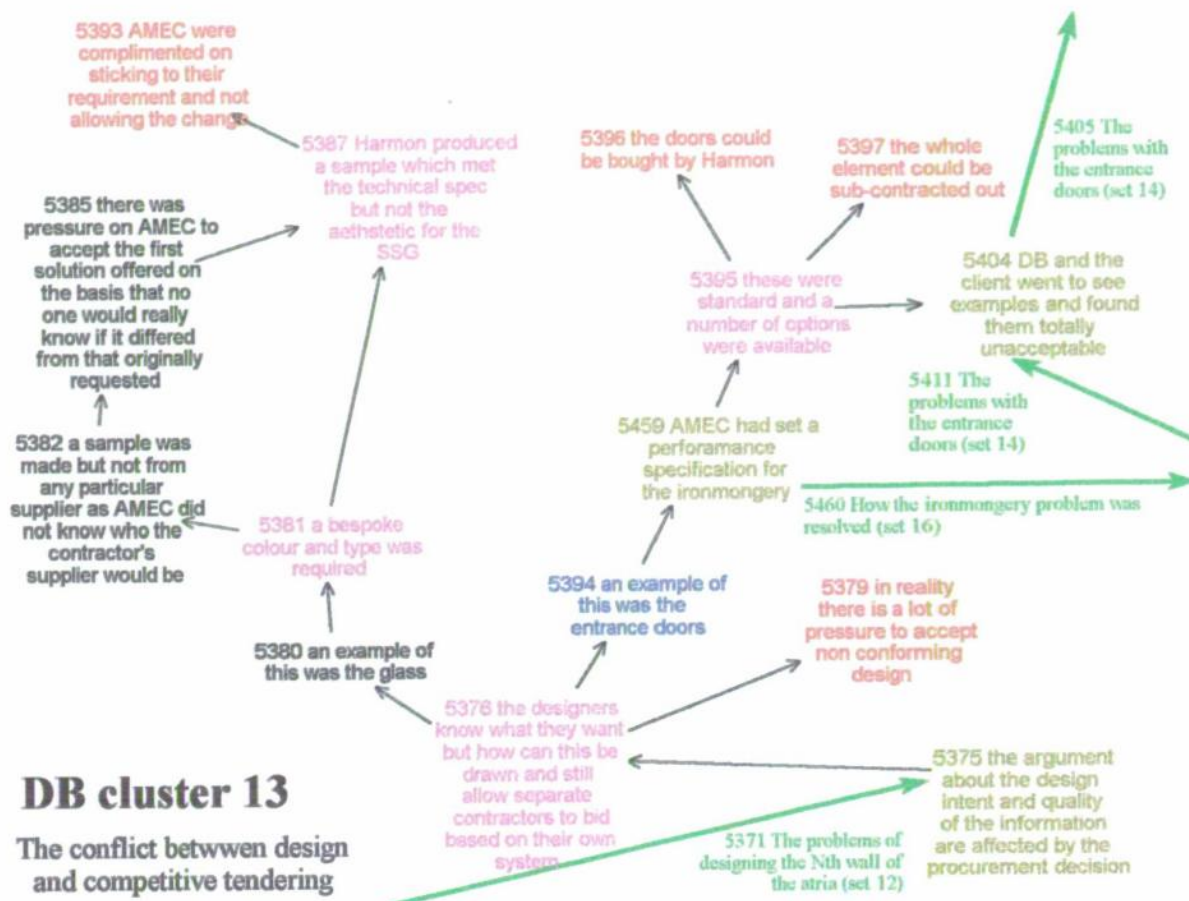 5393 AMEC were
complimented on
sticking to their
requirement and not
allowing the change
5387 Harmon produced
a sample which met
the technical spec
but not the
aethstetic for the
SSG
5396 the doors could
be bought by Harmon
5397 the whole
element could be
sub-contracted out
5405 The
problems with
the entrance
doors (set 14)
5385 there was
pressure on AMEC to
accept the first
solution offered on
the basis that no
one would really
know if it differed
from that originally
requested
5395 these were
standard and a
number of options
were available
5404 DB and the
client went to see
examples and found
them totally
unacceptable
5411 The
problems with
the entrance
doors (set 14)
5382 a sample was
made but not from
any particular
supplier as AMEC did
not know who the
contractor's
supplier would be
5459 AMEC had set a
perforamance
specification for
the ironmongery
5460 How the ironmongery problem was
resolved (set 16)
5381 a bespoke
colour and type was
required
5394 an example of
this was the
entrance doors
5379 in reality
there is a lot of
pressure to accept
non conforming
design
5380 an example of
this was the glass
5376 the designers
know what they want
but how can this be
drawn and still
allow separate
contractors to bid
based on their own
system
5375 the argument
about the design
intent and quality
of the information
are affected by the
procurement decision
5371 The problems of
designing the Nth wall of
the atria (set 12)
DB cluster 13
The conflict betwwen design
and competitive tendering